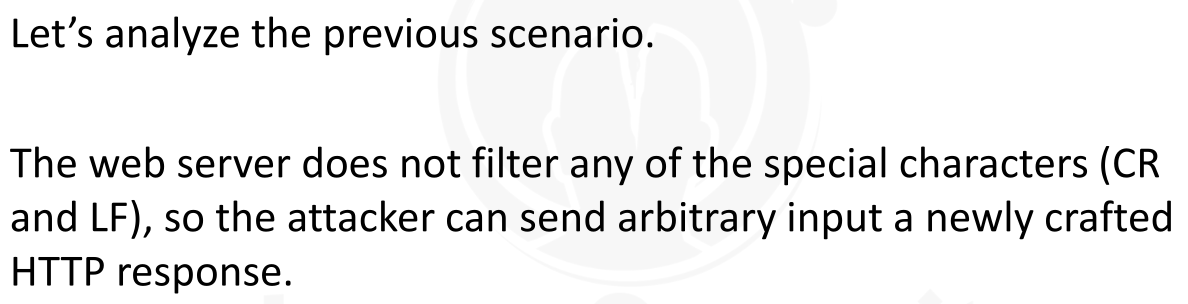 Let’s analyze the previous scenario.
The web server does not filter any of the special characters (CR
and LF), so the attacker can send arbitrary input a newly crafted
HTTP response.